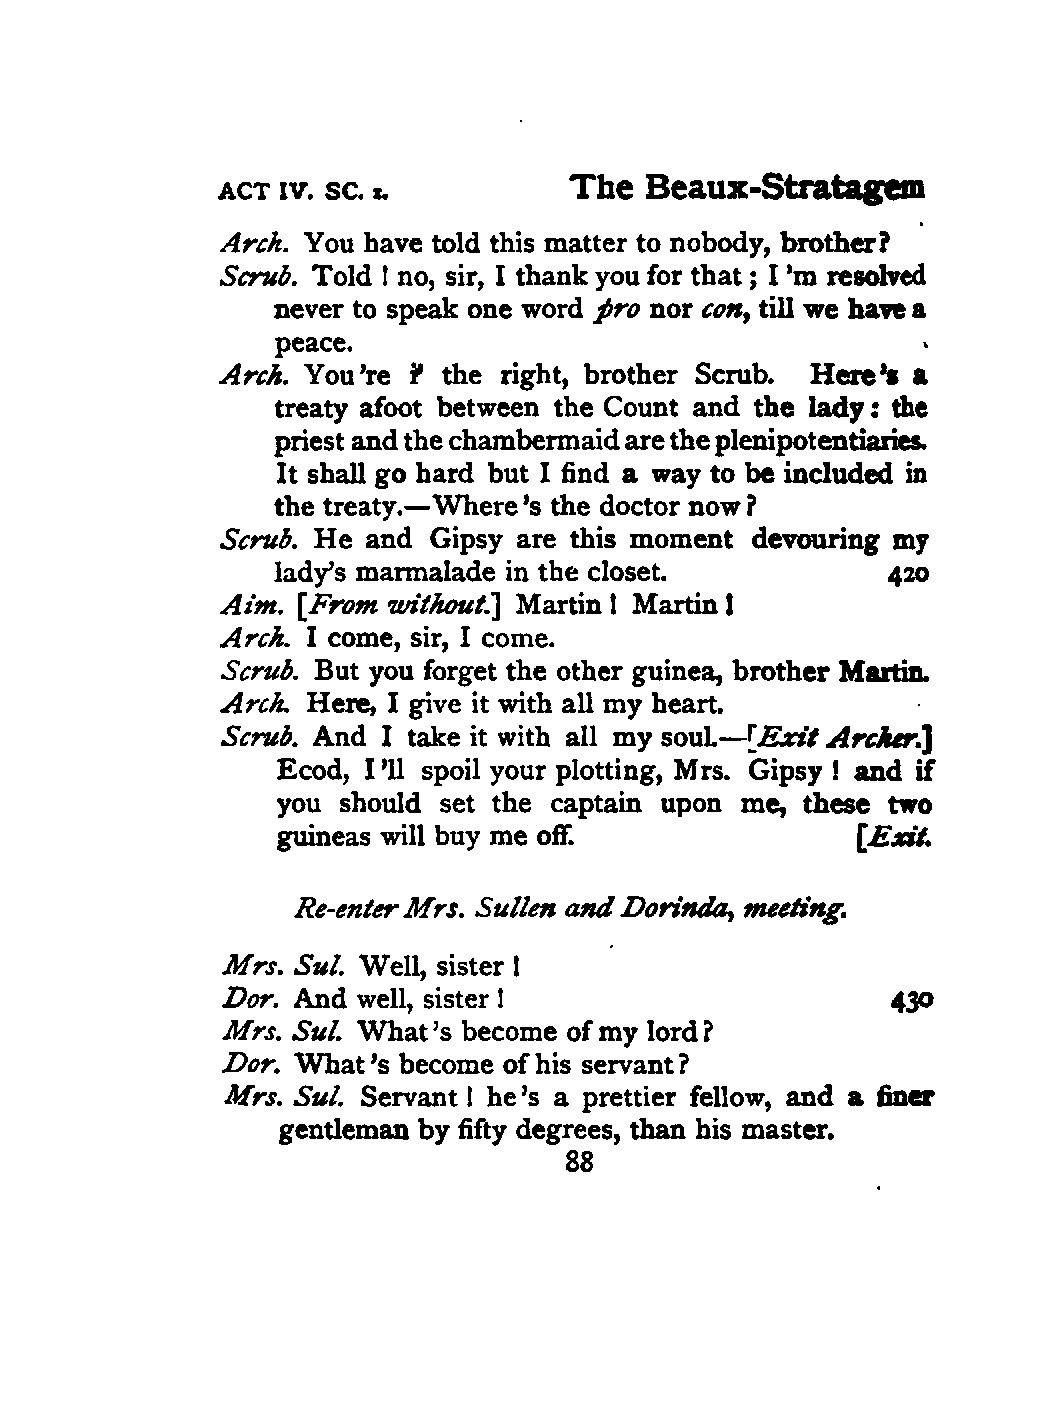 ACT IV. SC. 1. The Beaux-Stratagem
Arch. You have told this matter to nobody, brother?
Scrub. Told! no, sir, I thank you for that; I'm resolved
never to speak one word pro nor con, till we have a
peace.
Arch. You're i' the right, brother Scrub. Here's a
treaty afoot between the Count and the lady: the
priest and the chambermaid are the plenipotentiaries.
It shall go hard but I find a way to be included in
the treaty.—Where's the doctor now?
Scrub. He and Gipsy are this moment devouring my
lady's marmalade in the closet. 420
Aim. [From without.] Martin! Martin!
Arch. I come, sir, I come.
Scrub. But you forget the other guinea, brother Martin.
Arch. Here, I give it with all my heart.
Scrub. And I take it with all my soul.—[Exit Archer.]
Ecod, I'll spoil your plotting, Mrs. Gipsy! and if
you should set the captain upon me, these two
guineas will buy me off. [Exit.
Re-enter Mrs. Sullen and Dorinda, meeting.
Mrs. Sul. Well, sister!
Dor. And well, sister! 430
Mrs. Sul. What's become of my lord?
Dor. What's become of his servant?
Mrs. Sul. Servant! he's a prettier fellow, and a finer
gentleman by fifty degrees, than his master.
88